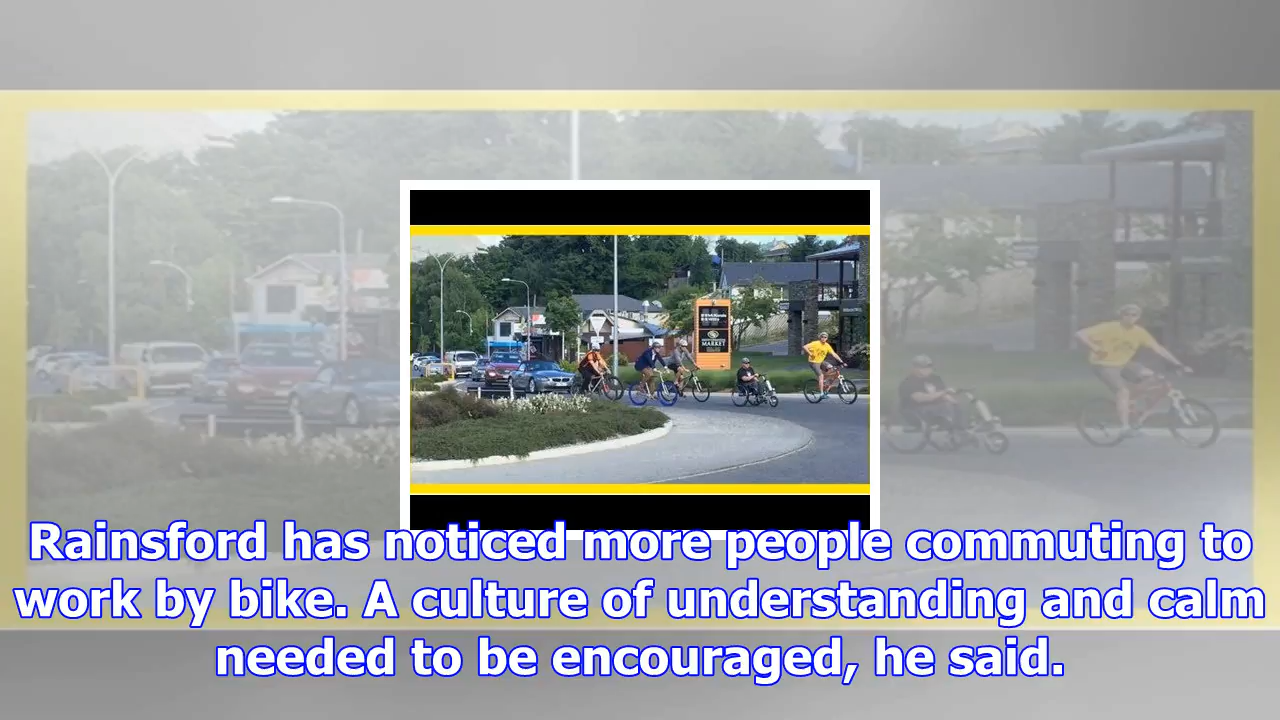 MARKET
Rainsford has noticed more people commuting to
work by bike. A culture of understanding and calm
needed to be encouraged, he said.